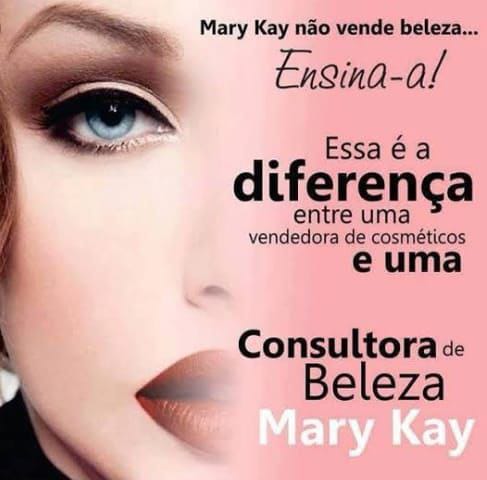 Mary Kay não vende beleza...
Ensina-a!
Essa é a
diferença
entre uma
vendedora de cosméticos
e uma
Consultora de
Beleza
Mary Kay